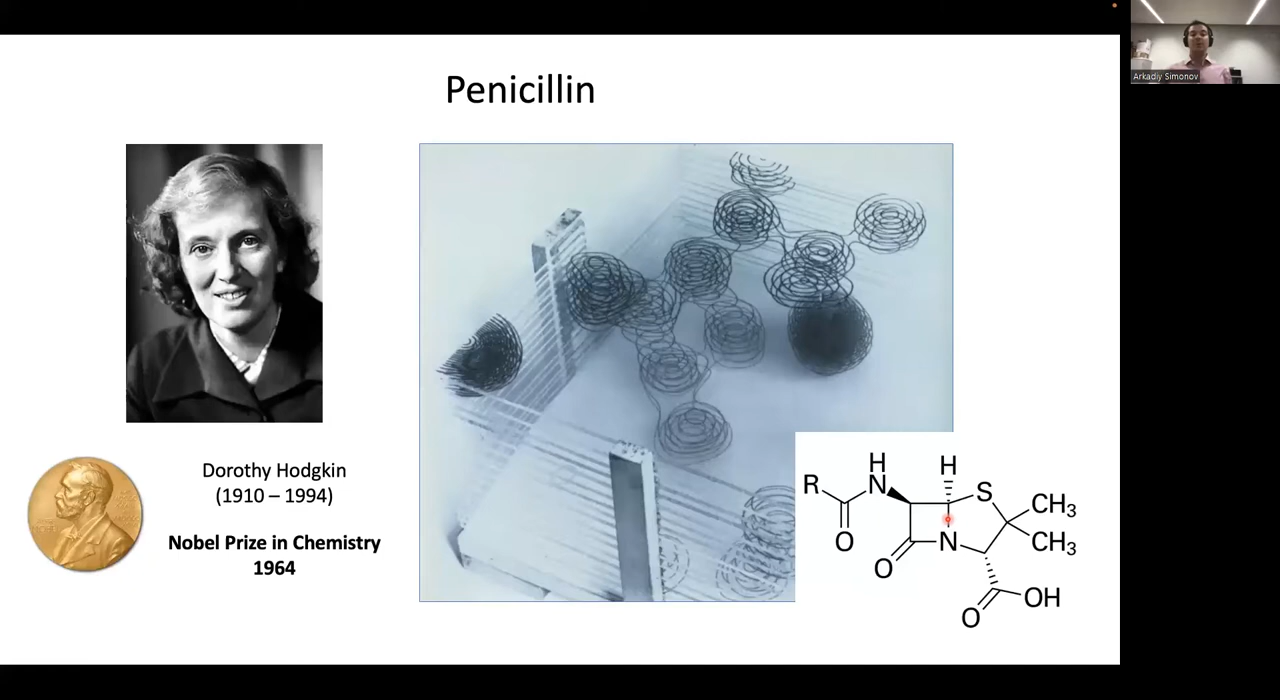 Penicillin
Arkadiy Simonov
Dorothy Hodgkin
(1910 – 1994)
Nobel Prize in Chemistry
1964
H
H
R
N
S
CH3
O
N
CH3
O
OH
O